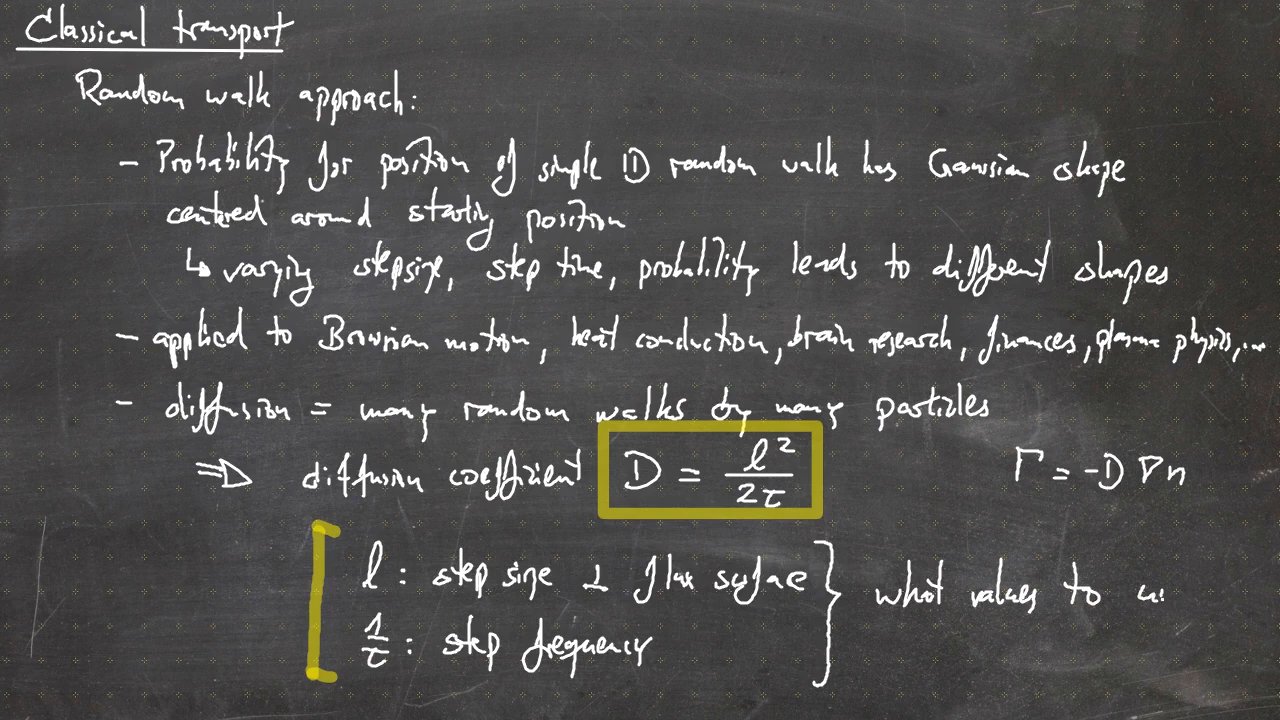 Classical transport
Random walk approach:
- Probability for position of simple 1D random walk has Gaussian shape
centered around starting position
↳ varying stepsize, step time, probability leads to different shapes
- applied to Brownian motion, heat conduction, brain research, finances, plasma physics, ...
- diffusion = many random walks by many particles
⇒ diffusion coefficient D = l²/2τ Γ = -D ∇n
l : step size ⊥ flux surface } what values to
1/τ : step frequency